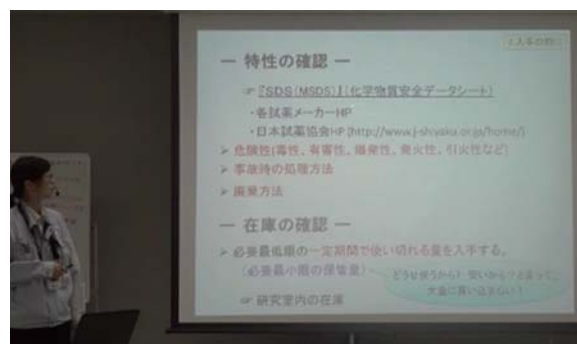 <入手の前に>
― 特性の確認 ―
☞『SDS(MSDS)』(化学物質安全データシート)
・各試薬メーカーHP
・日本試薬協会HP(http://www.j-shiyaku.or.jp/home/)
➢ 危険性(毒性、有害性、爆発性、発火性、引火性など)
➢ 事故時の処理方法
➢ 廃棄方法
― 在庫の確認 ―
➢ 必要最低限の一定期間で使い切れる量を入手する。
(必要最小限の保管量)
どうせ使うから? 安いから?と言って、
大量に買い込まない!
☞ 研究室内の在庫